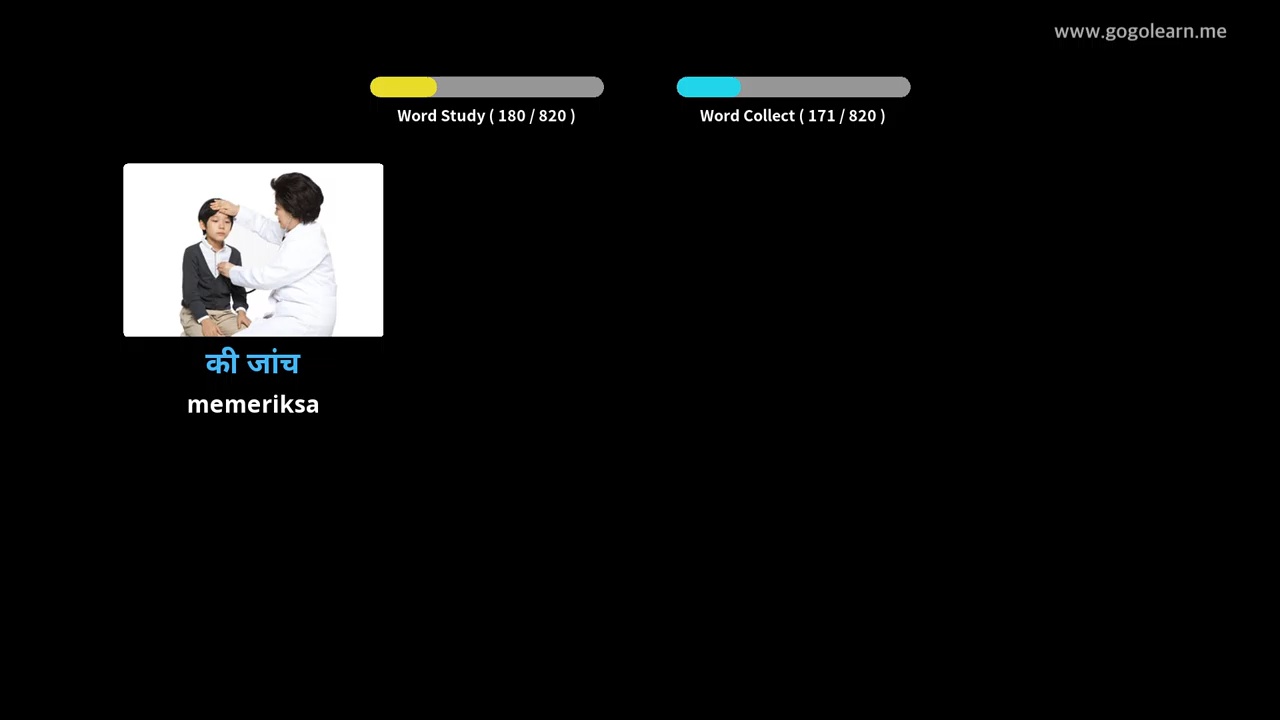 www.gogolearn.me
Word Study ( 180 / 820 )
Word Collect ( 171 / 820 )
की जांच
memeriksa